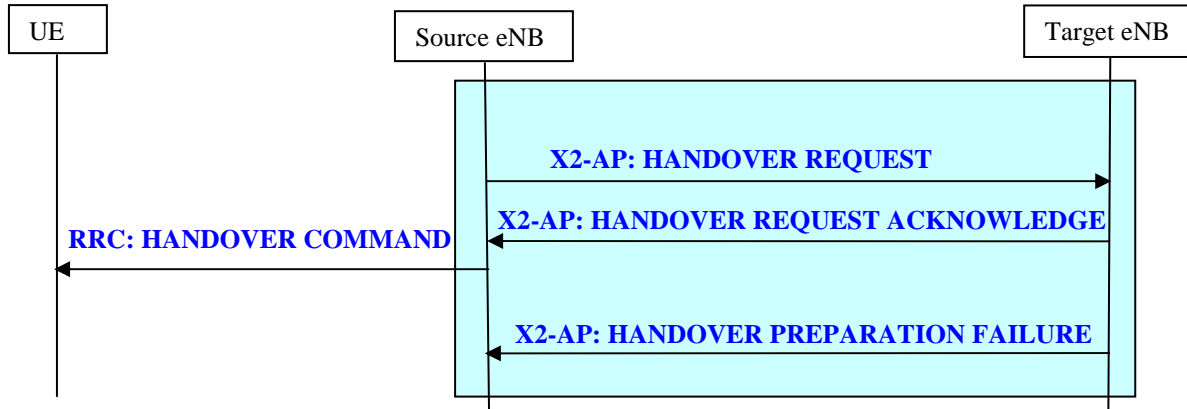 UE
Source eNB
Target eNB
X2-AP: HANDOVER REQUEST
X2-AP: HANDOVER REQUEST ACKNOWLEDGE
RRC: HANDOVER COMMAND
X2-AP: HANDOVER PREPARATION FAILURE